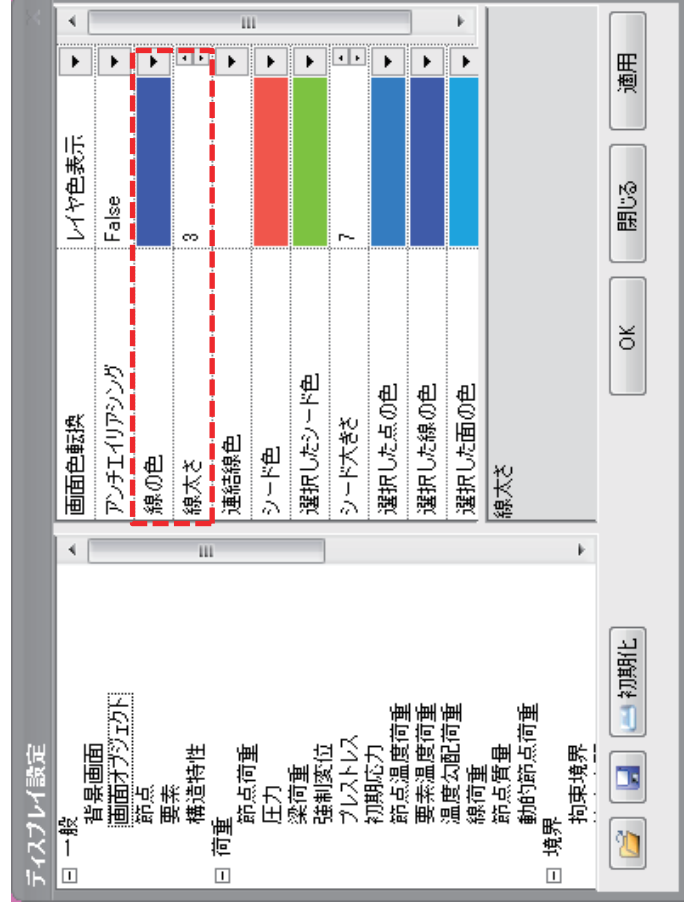 ディスプレイ設定
一般
背景画面
画面オブジェクト
節点
要素
構造特性
荷重
節点荷重
圧力
梁荷重
強制変位
プレストレス
初期応力
節点温度荷重
要素温度荷重
温度勾配荷重
線荷重
節点質量
動的節点荷重
境界
拘束境界
画面色転換 レイヤ色表示
アンチエイリアシング False
線の色
線太さ 3
連結線色
シード色
選択したシード色
シード大きさ 7
選択した点の色
選択した線の色
選択した面の色
線太さ
初期化 OK 閉じる 適用